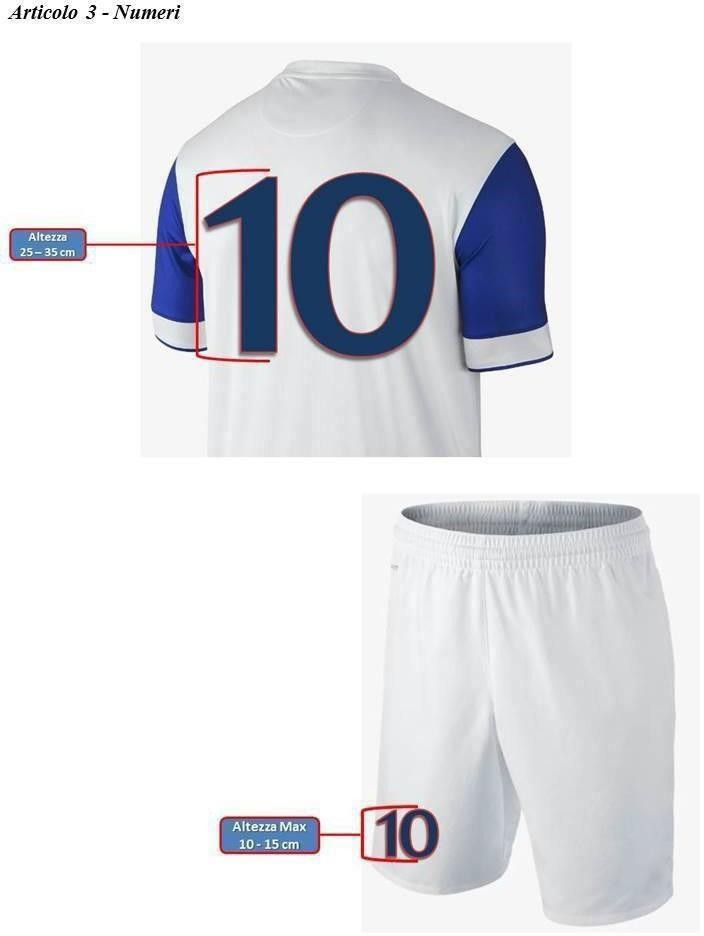 Articolo 3 - Numeri
10
Altezza
25 – 35 cm
Altezza Max
10 - 15 cm
10